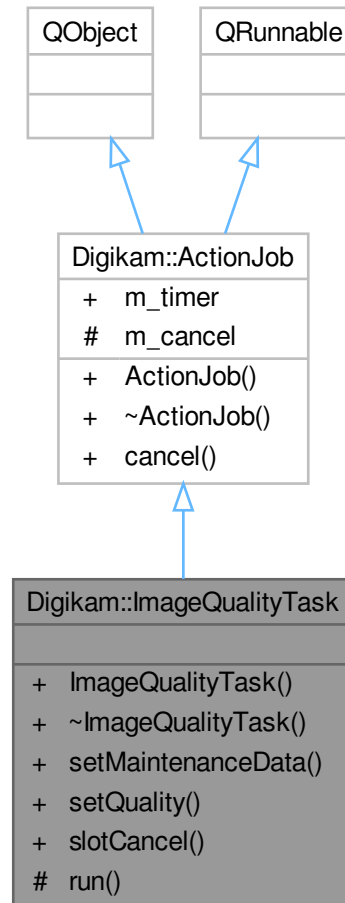 QObject
QRunnable
Digikam::ActionJob
+ m_timer
# m_cancel
+ ActionJob()
+ ~ActionJob()
+ cancel()
Digikam::ImageQualityTask
+ ImageQualityTask()
+ ~ImageQualityTask()
+ setMaintenanceData()
+ setQuality()
+ slotCancel()
# run()